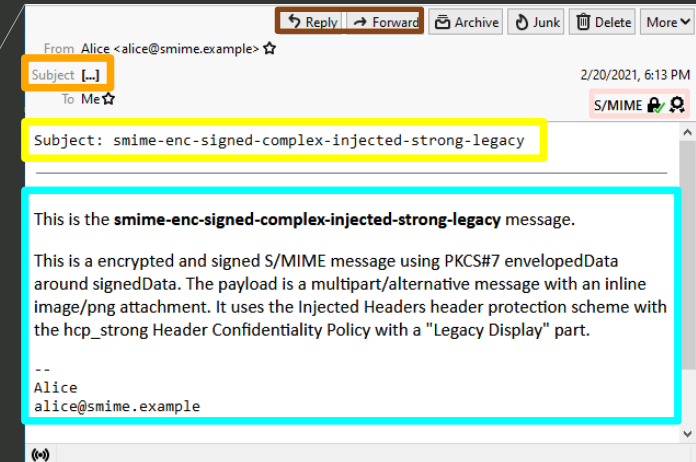 Reply Forward Archive Junk Delete More
From Alice <alice@smime.example>
Subject [...] 2/20/2021, 6:13 PM
To Me
S/MIME
Subject: smime-enc-signed-complex-injected-strong-legacy
This is the smime-enc-signed-complex-injected-strong-legacy message.
This is a encrypted and signed S/MIME message using PKCS#7 envelopedData
around signedData. The payload is a multipart/alternative message with an inline
image/png attachment. It uses the Injected Headers header protection scheme with
the hcp_strong Header Confidentiality Policy with a "Legacy Display" part.
--
Alice
alice@smime.example